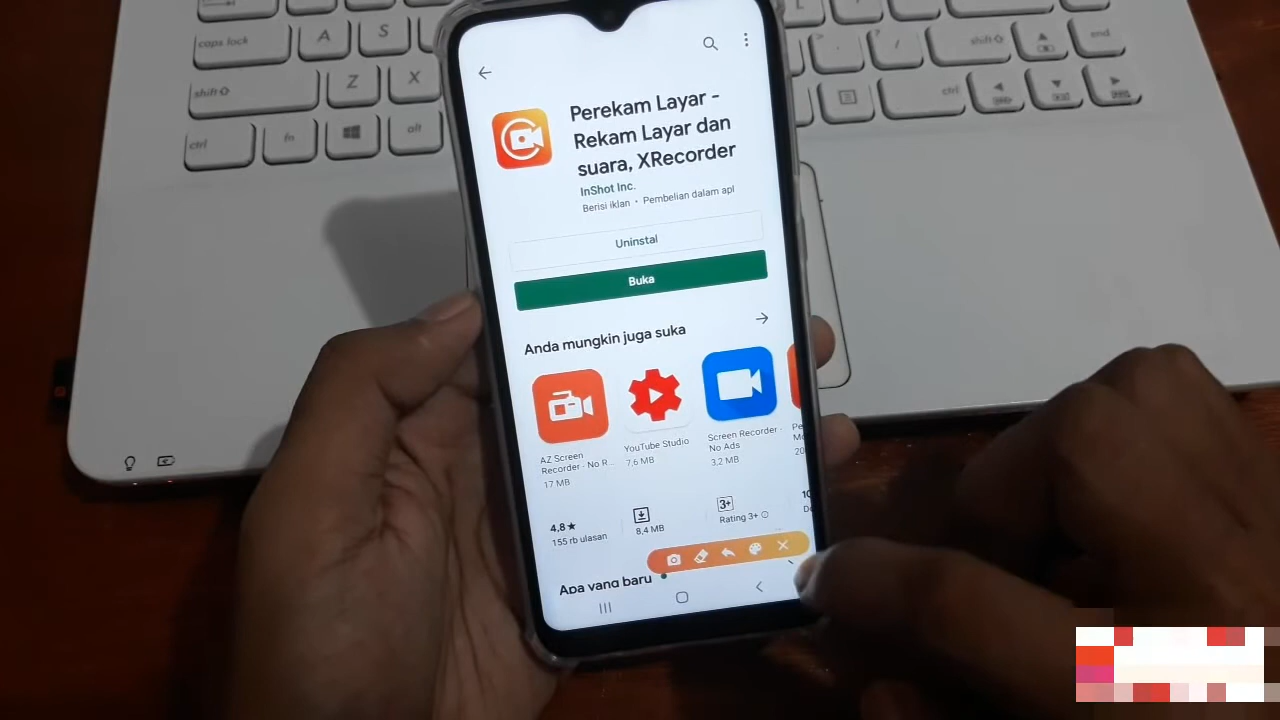 caps lock
A
S
L
shift
Z
X
shift
end
ctrl
fn
alt
ctrl
Perekam Layar -
Rekam Layar dan
suara, XRecorder
InShot Inc.
Berisi iklan • Pembelian dalam apl
Uninstal
Buka
Anda mungkin juga suka
AZ Screen
Recorder - No R...
17 MB
YouTube Studio
7,6 MB
Screen Recorder -
No Ads
3,2 MB
4,8★
155 rb ulasan
8,4 MB
3+
Rating 3+
Apa yang baru